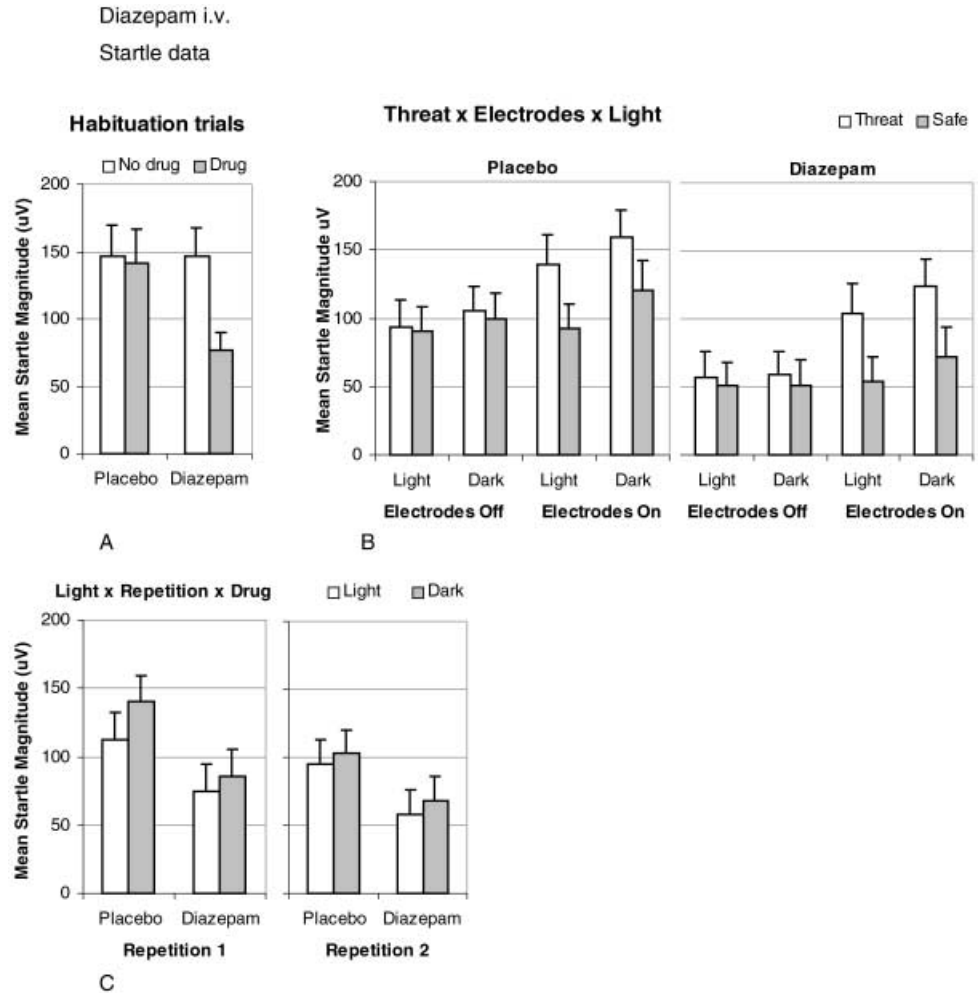 Diazepam i.v.
Startle data
Habituation trials
No drug Drug
Mean Startle Magnitude (uV)
200
150
100
50
0
Placebo Diazepam
A
Threat x Electrodes x Light
Threat Safe
Placebo
Diazepam
Mean Startle Magnitude uV
200
150
100
50
0
Light Dark Light Dark Light Dark Light Dark
Electrodes Off Electrodes On Electrodes Off Electrodes On
B
Light x Repetition x Drug
Light Dark
Mean Startle Magnitude (uV)
200
150
100
50
0
Placebo Diazepam Placebo Diazepam
Repetition 1 Repetition 2
C